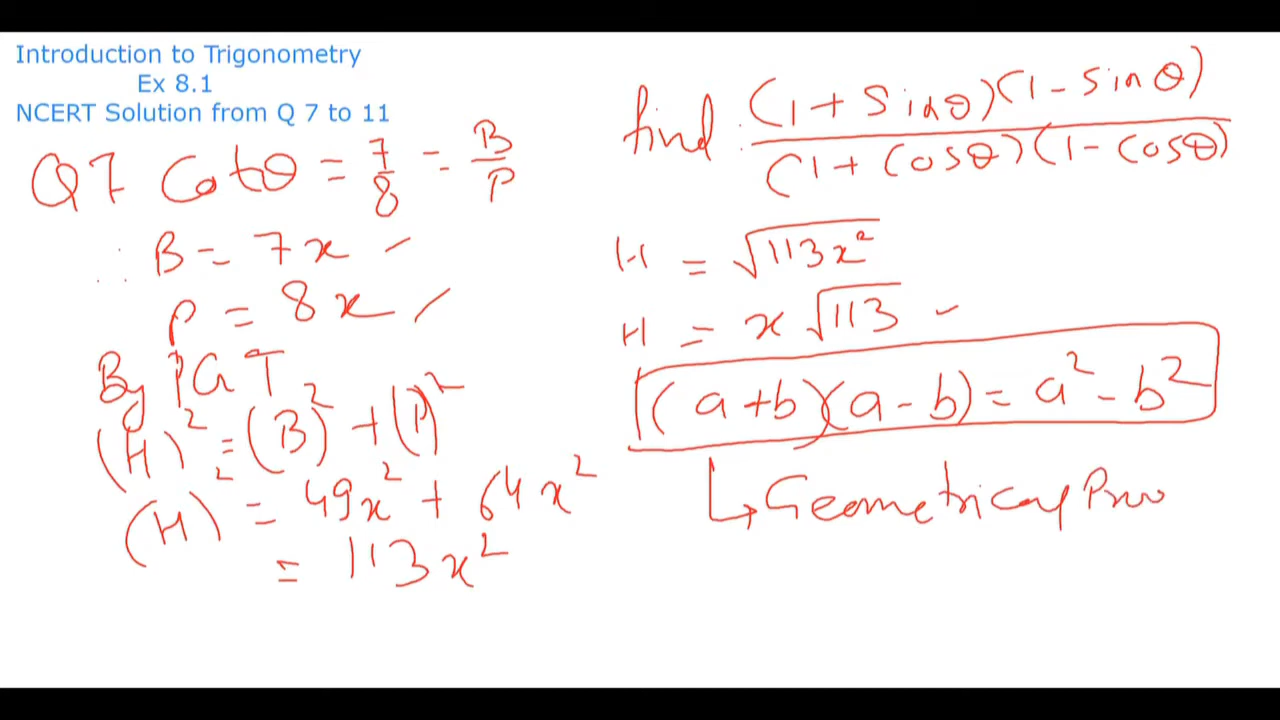 Introduction to Trigonometry
Ex 8.1
NCERT Solution from Q 7 to 11
Q7 Cotθ = 7/8 = B/P
∴ B = 7x
P = 8x
By PGT
(H)² = (B)² + (P)²
(H)² = 49x² + 64x²
= 113x²
find : (1 + Sinθ)(1 - Sinθ)/(1 + Cosθ)(1 - Cosθ)
H = √113x²
H = x√113
(a+b)(a-b) = a² - b²
↳ Geometrical